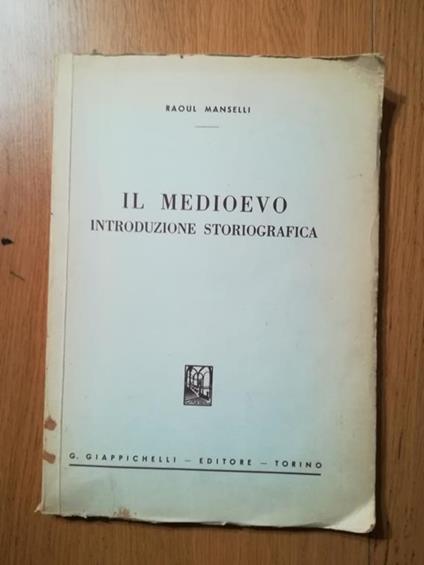 RAOUL MANSELLI
IL MEDIOEVO
INTRODUZIONE STORIOGRAFICA
G. GIAPPICHELLI — EDITORE — TORINO